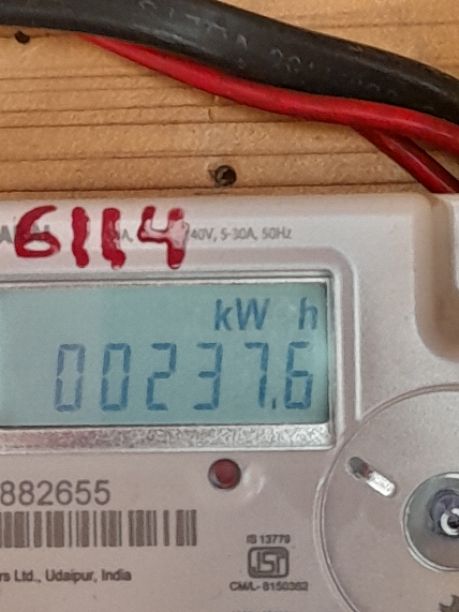 6114
40V, 5-30A, 50Hz
kW h
00237.6
882655
IS 13779
ISI
CM/L- 8150362
rs Ltd., Udaipur, India